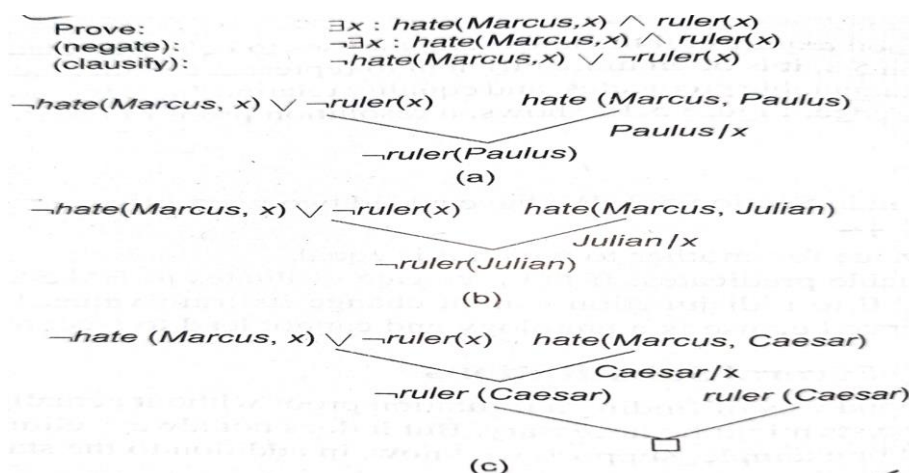 Prove: ∃x : hate(Marcus,x) ∧ ruler(x)
(negate): ¬∃x : hate(Marcus,x) ∧ ruler(x)
(clausify): ¬hate(Marcus,x) ∨ ¬ruler(x)
¬hate(Marcus, x) ∨ ¬ruler(x) hate (Marcus, Paulus)
Paulus/x
¬ruler(Paulus)
(a)
¬hate(Marcus, x) ∨ ¬ruler(x) hate(Marcus, Julian)
Julian/x
¬ruler(Julian)
(b)
¬hate (Marcus, x) ∨ ¬ruler(x) hate(Marcus, Caesar)
Caesar/x
¬ruler (Caesar) ruler (Caesar)
(c)